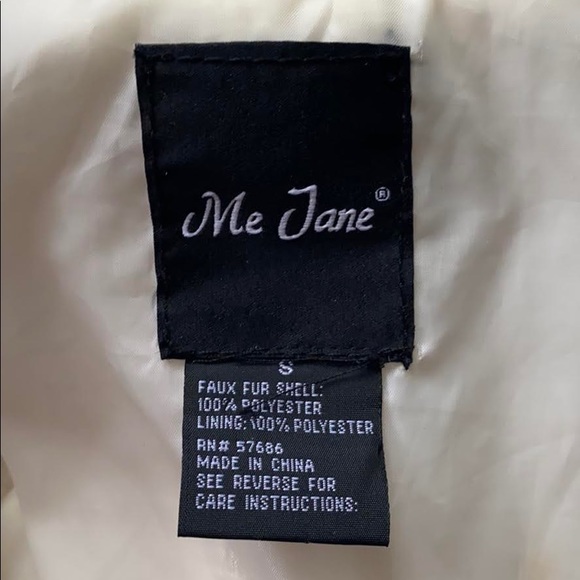 Me Jane®
S
FAUX FUR SHELL:
100% POLYESTER
LINING: 100% POLYESTER
RN# 57686
MADE IN CHINA
SEE REVERSE FOR
CARE INSTRUCTIONS: